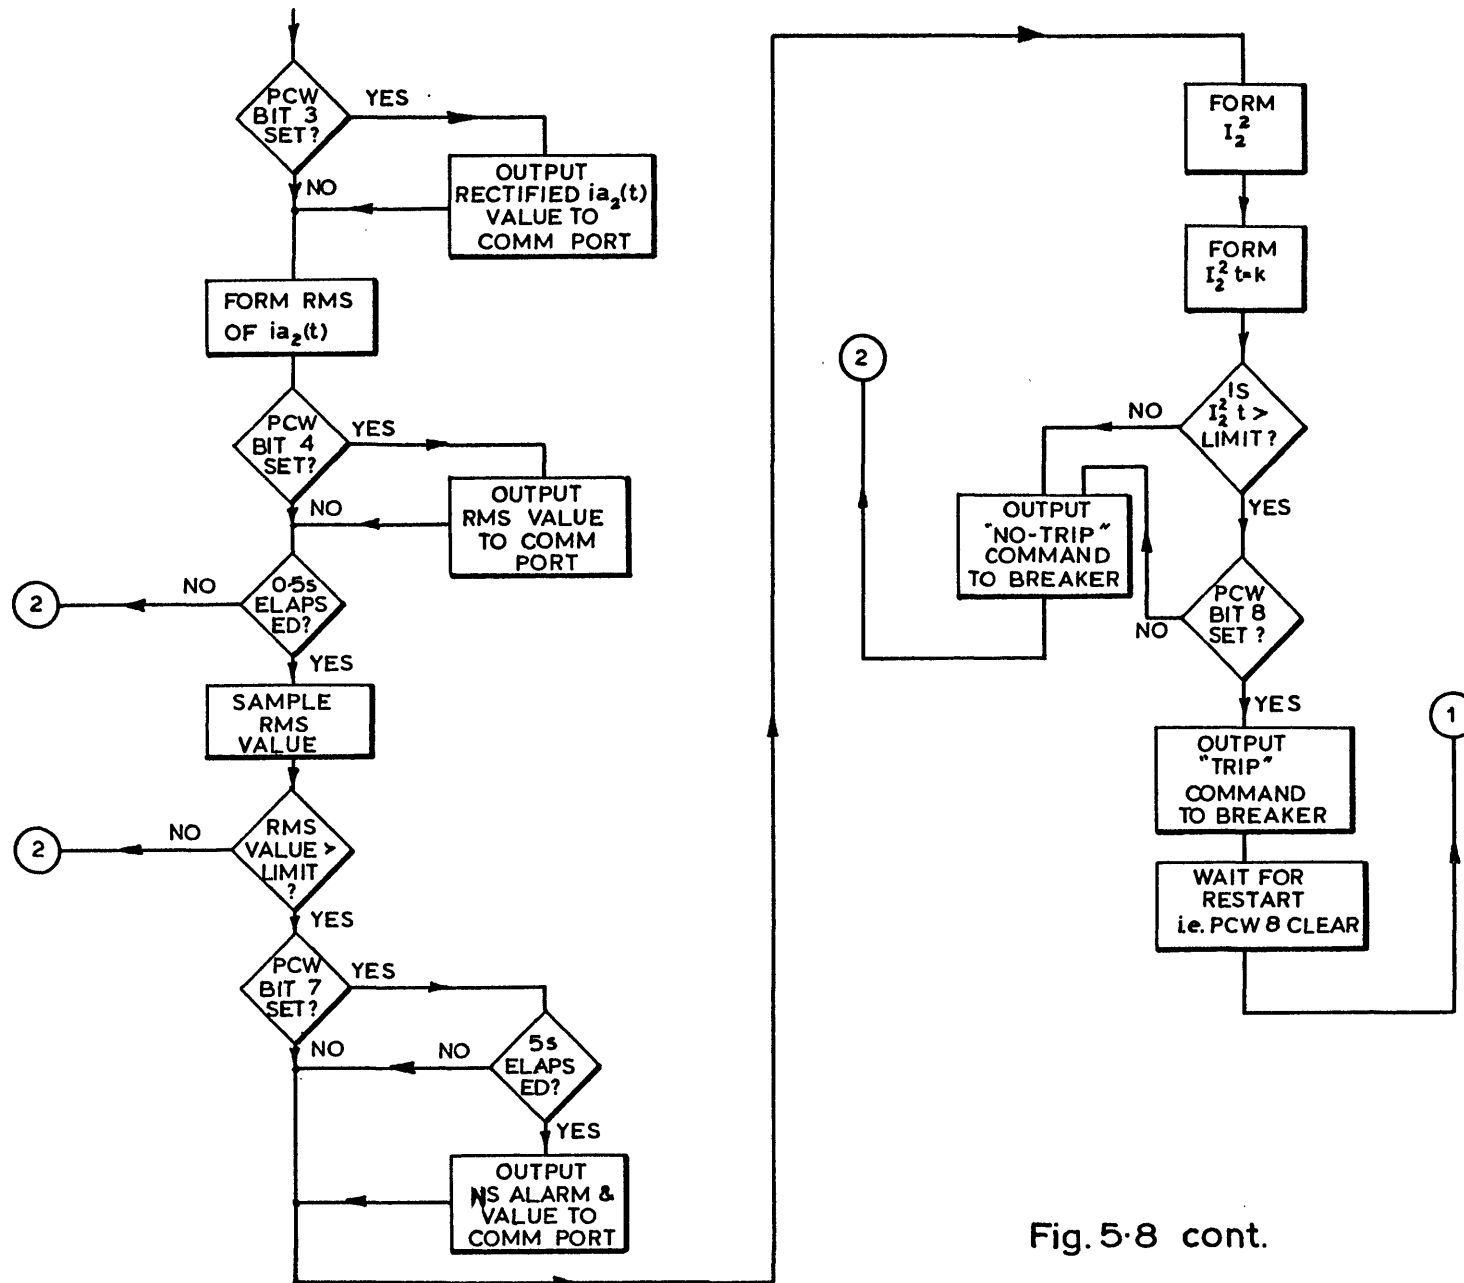 PCW
BIT 3
SET?
YES
NO
OUTPUT
RECTIFIED ia₂(t)
VALUE TO
COMM PORT
FORM RMS
OF ia₂(t)
PCW
BIT 4
SET?
YES
NO
OUTPUT
RMS VALUE
TO COMM
PORT
0·5s
ELAPS
ED?
NO
2
YES
SAMPLE
RMS
VALUE
RMS
VALUE >
LIMIT
?
NO
2
YES
PCW
BIT 7
SET?
YES
NO
5s
ELAPS
ED?
NO
YES
OUTPUT
NS ALARM &
VALUE TO
COMM PORT
FORM
I₂²
FORM
I₂² t=k
IS
I₂² t >
LIMIT?
NO
YES
2
OUTPUT
"NO-TRIP"
COMMAND
TO BREAKER
PCW
BIT 8
SET ?
NO
YES
OUTPUT
"TRIP"
COMMAND
TO BREAKER
WAIT FOR
RESTART
i.e. PCW 8 CLEAR
1
Fig. 5·8 cont.